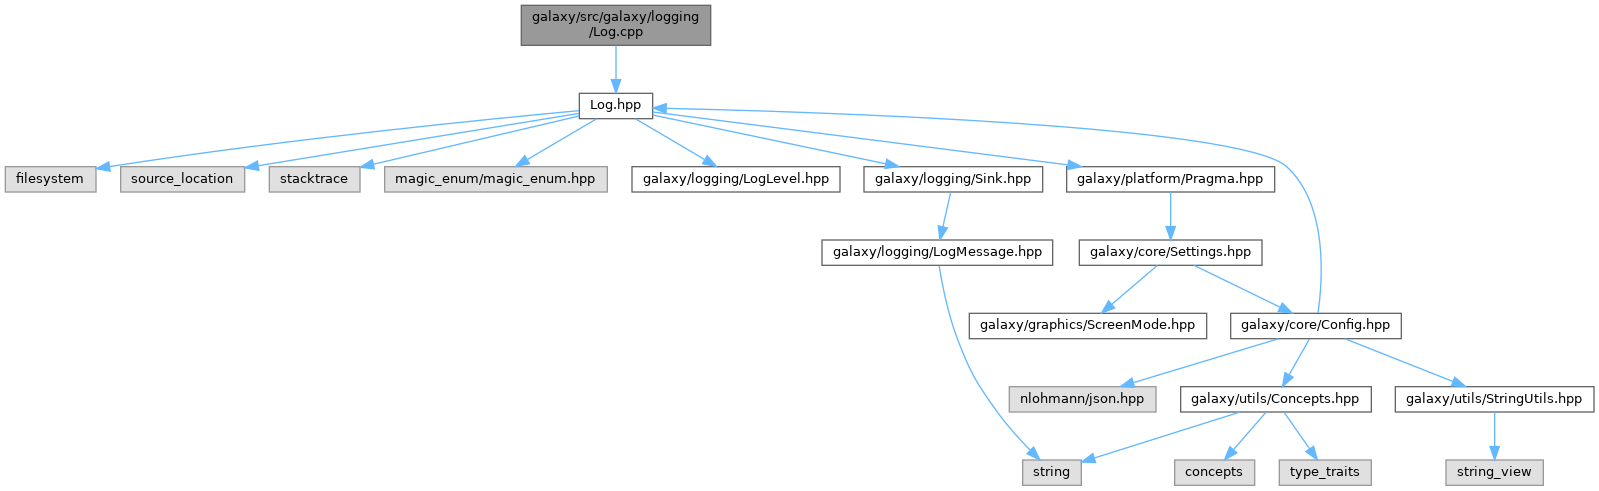 galaxy/src/galaxy/logging
/Log.cpp
Log.hpp
filesystem
source_location
stacktrace
magic_enum/magic_enum.hpp
galaxy/logging/LogLevel.hpp
galaxy/logging/Sink.hpp
galaxy/platform/Pragma.hpp
galaxy/logging/LogMessage.hpp
galaxy/core/Settings.hpp
galaxy/graphics/ScreenMode.hpp
galaxy/core/Config.hpp
nlohmann/json.hpp
galaxy/utils/Concepts.hpp
galaxy/utils/StringUtils.hpp
string
concepts
type_traits
string_view